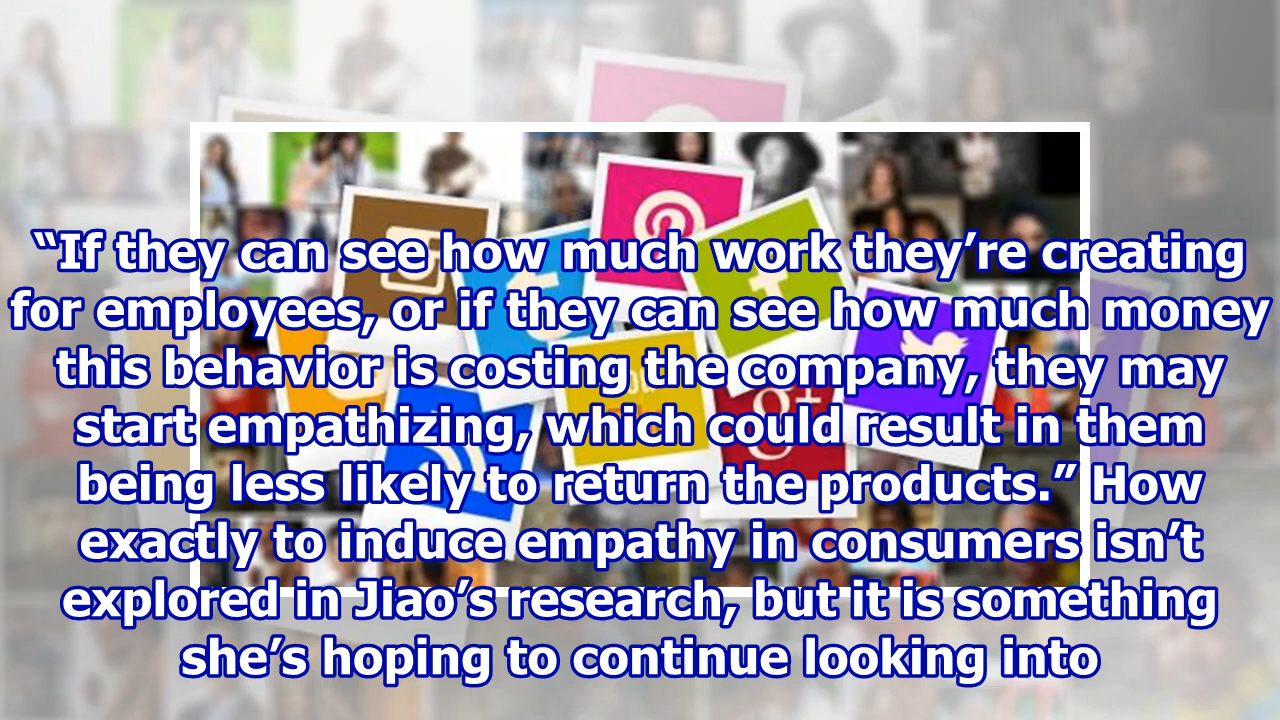 “If they can see how much work they’re creating
for employees, or if they can see how much money
this behavior is costing the company, they may
start empathizing, which could result in them
being less likely to return the products.” How
exactly to induce empathy in consumers isn’t
explored in Jiao’s research, but it is something
she’s hoping to continue looking into